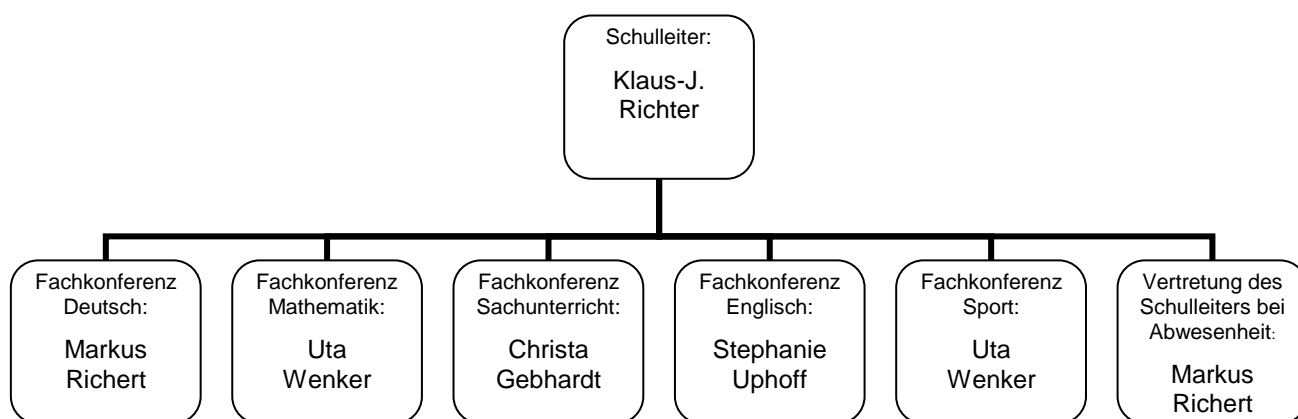 Schulleiter:
Klaus-J.
Richter
Fachkonferenz
Deutsch:
Markus
Richert
Fachkonferenz
Mathematik:
Uta
Wenker
Fachkonferenz
Sachunterricht:
Christa
Gebhardt
Fachkonferenz
Englisch:
Stephanie
Uphoff
Fachkonferenz
Sport:
Uta
Wenker
Vertretung des
Schulleiters bei
Abwesenheit:
Markus
Richert